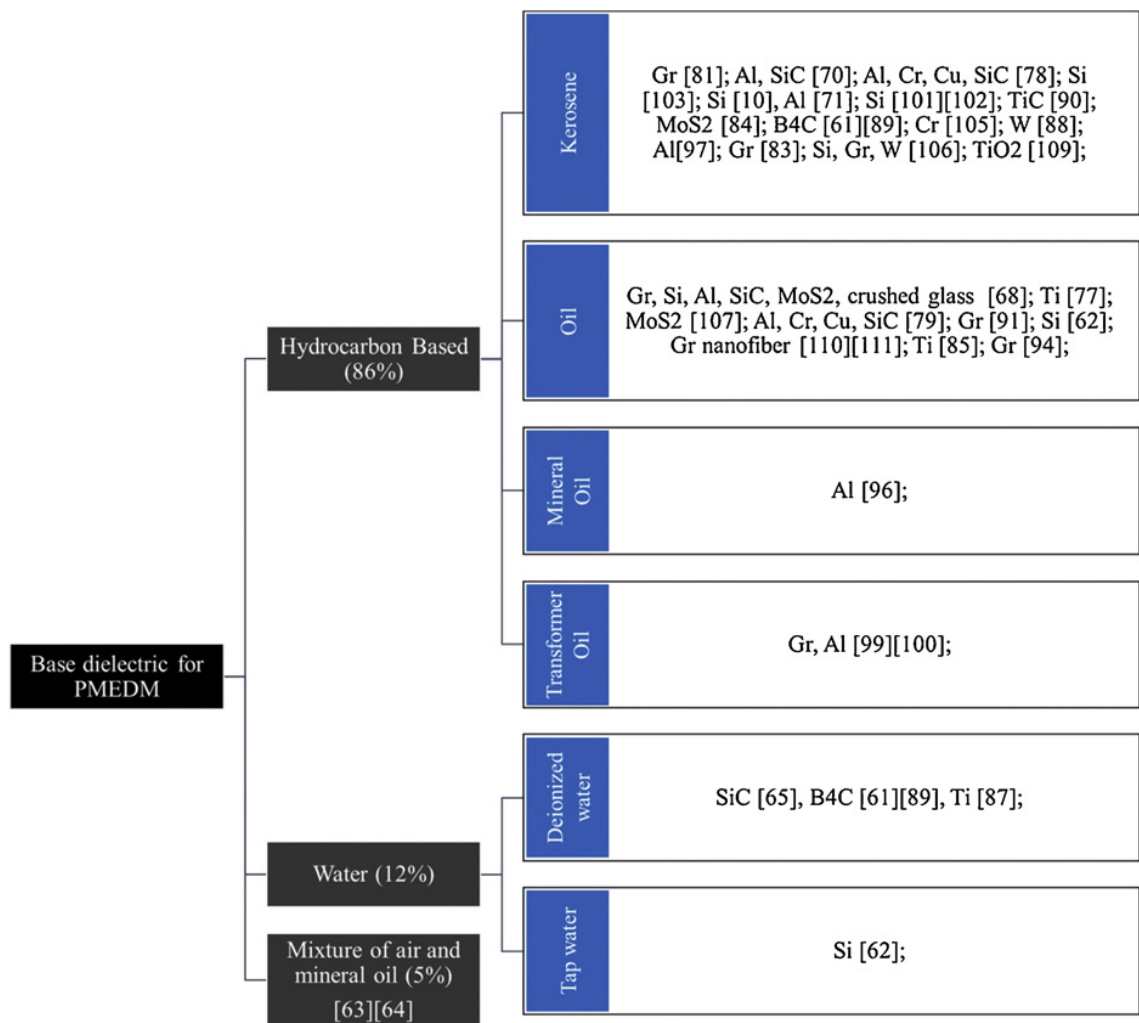 Base dielectric for
PMEDM
Hydrocarbon Based
(86%)
Kerosene
Gr [81]; Al, SiC [70]; Al, Cr, Cu, SiC [78]; Si
[103]; Si [10], Al [71]; Si [101][102]; TiC [90];
MoS2 [84]; B4C [61][89]; Cr [105]; W [88];
Al[97]; Gr [83]; Si, Gr, W [106]; TiO2 [109];
Oil
Gr, Si, Al, SiC, MoS2, crushed glass [68]; Ti [77];
MoS2 [107]; Al, Cr, Cu, SiC [79]; Gr [91]; Si [62];
Gr nanofiber [110][111]; Ti [85]; Gr [94];
Mineral
Oil
Al [96];
Transformer
Oil
Gr, Al [99][100];
Water (12%)
Deionized
water
SiC [65], B4C [61][89], Ti [87];
Tap water
Si [62];
Mixture of air and
mineral oil (5%)
[63][64]